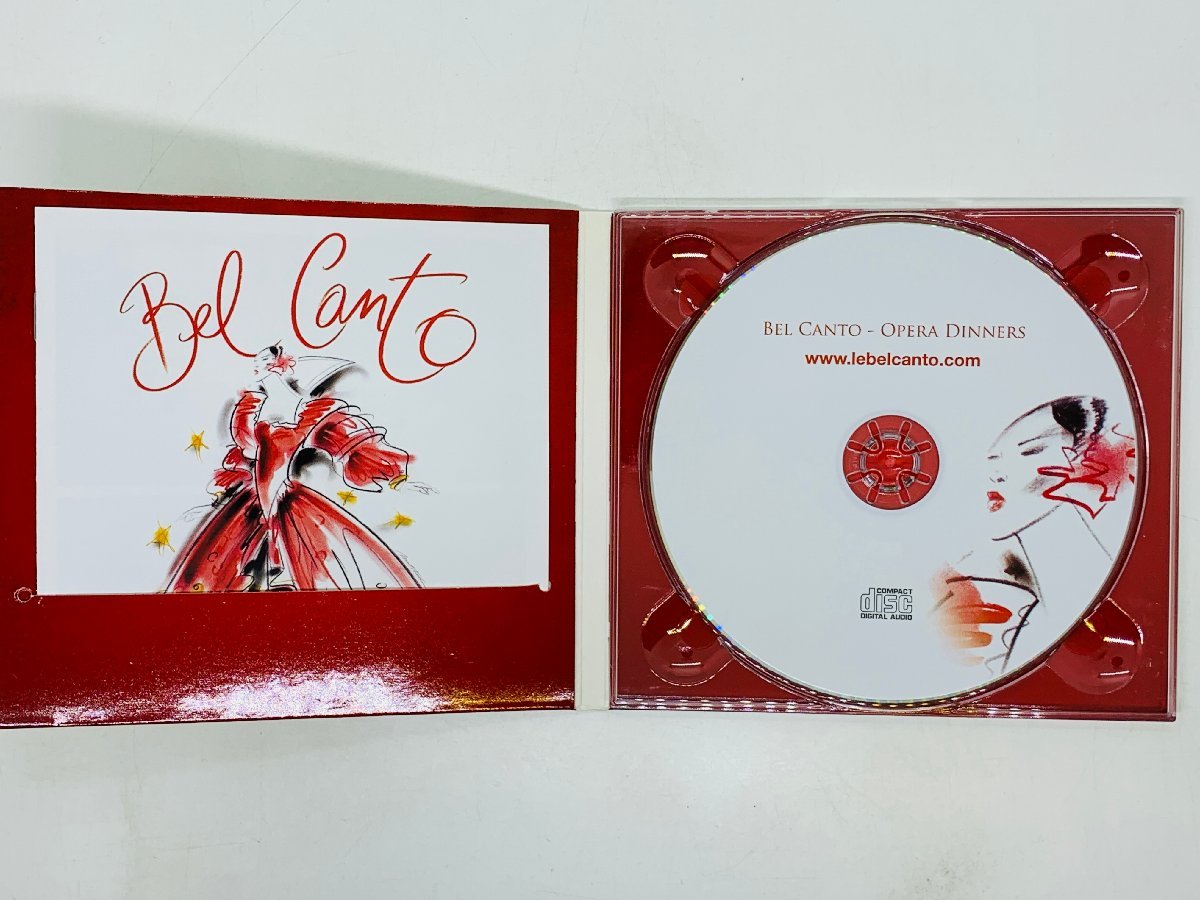 Bel Canto
BEL CANTO - OPERA DINNERS
www.lebelcanto.com
COMPACT
disc
DIGITAL AUDIO